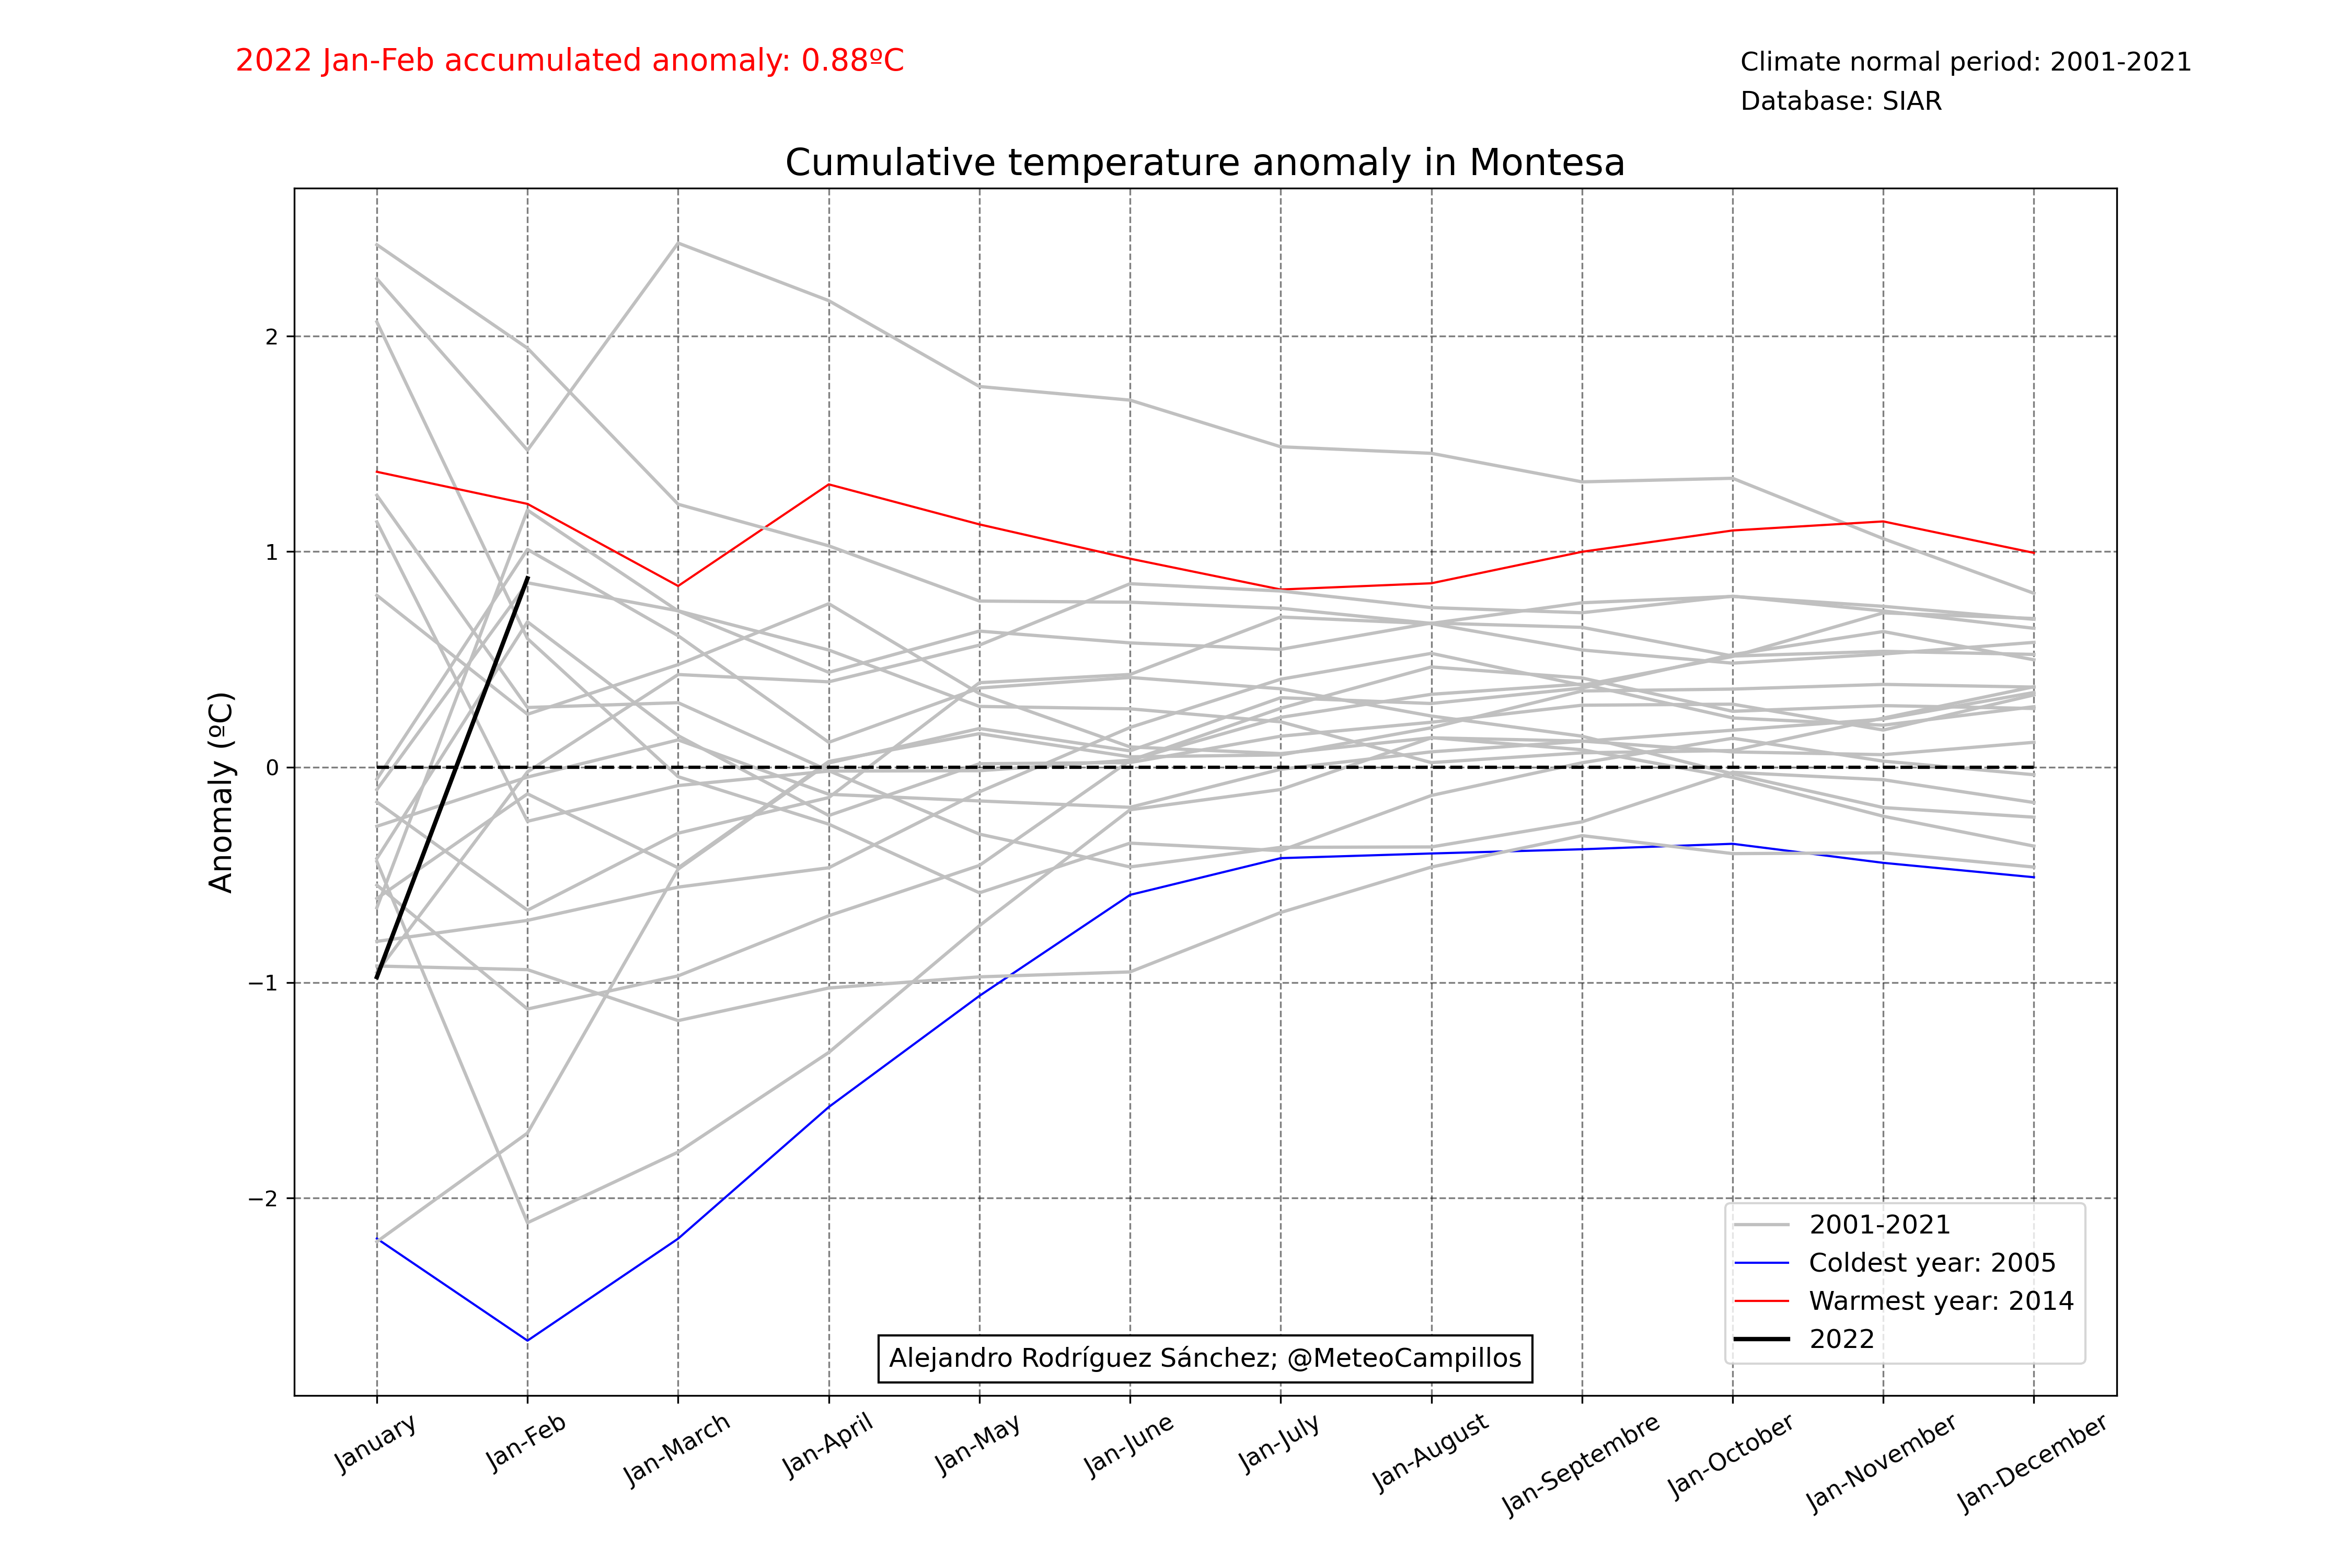 2022 Jan-Feb accumulated anomaly: 0.88ºC
Climate normal period: 2001-2021
Database: SIAR
Cumulative temperature anomaly in Montesa
Anomaly (ºC)
2
1
0
−1
−2
2001-2021
Coldest year: 2005
Warmest year: 2014
2022
Alejandro Rodríguez Sánchez; @MeteoCampillos
January
Jan-Feb
Jan-March
Jan-April
Jan-May
Jan-June
Jan-July
Jan-August
Jan-Septembre
Jan-October
Jan-November
Jan-December